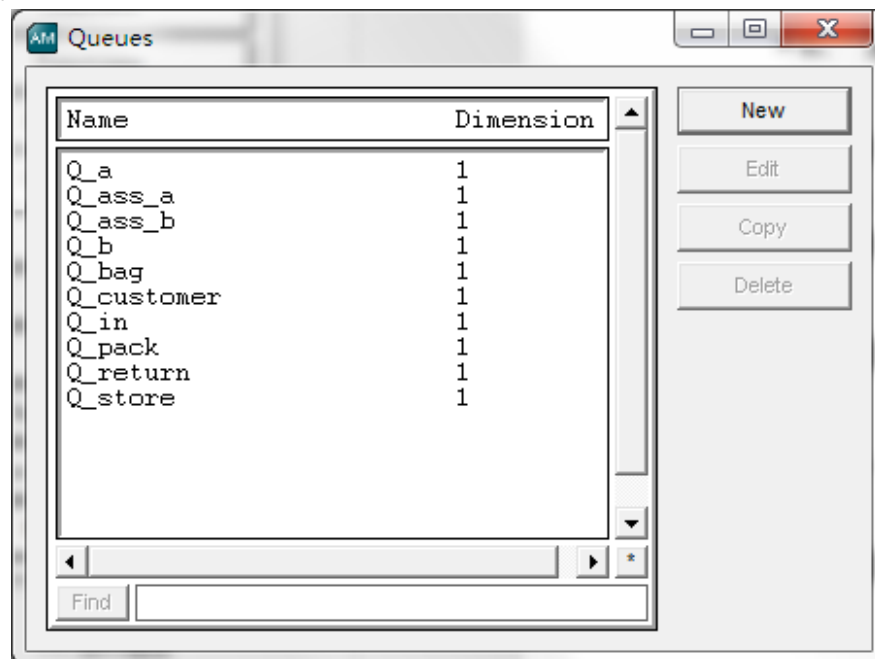 AM Queues
Name Dimension
Q_a 1
Q_ass_a 1
Q_ass_b 1
Q_b 1
Q_bag 1
Q_customer 1
Q_in 1
Q_pack 1
Q_return 1
Q_store 1
*
Find
New
Edit
Copy
Delete